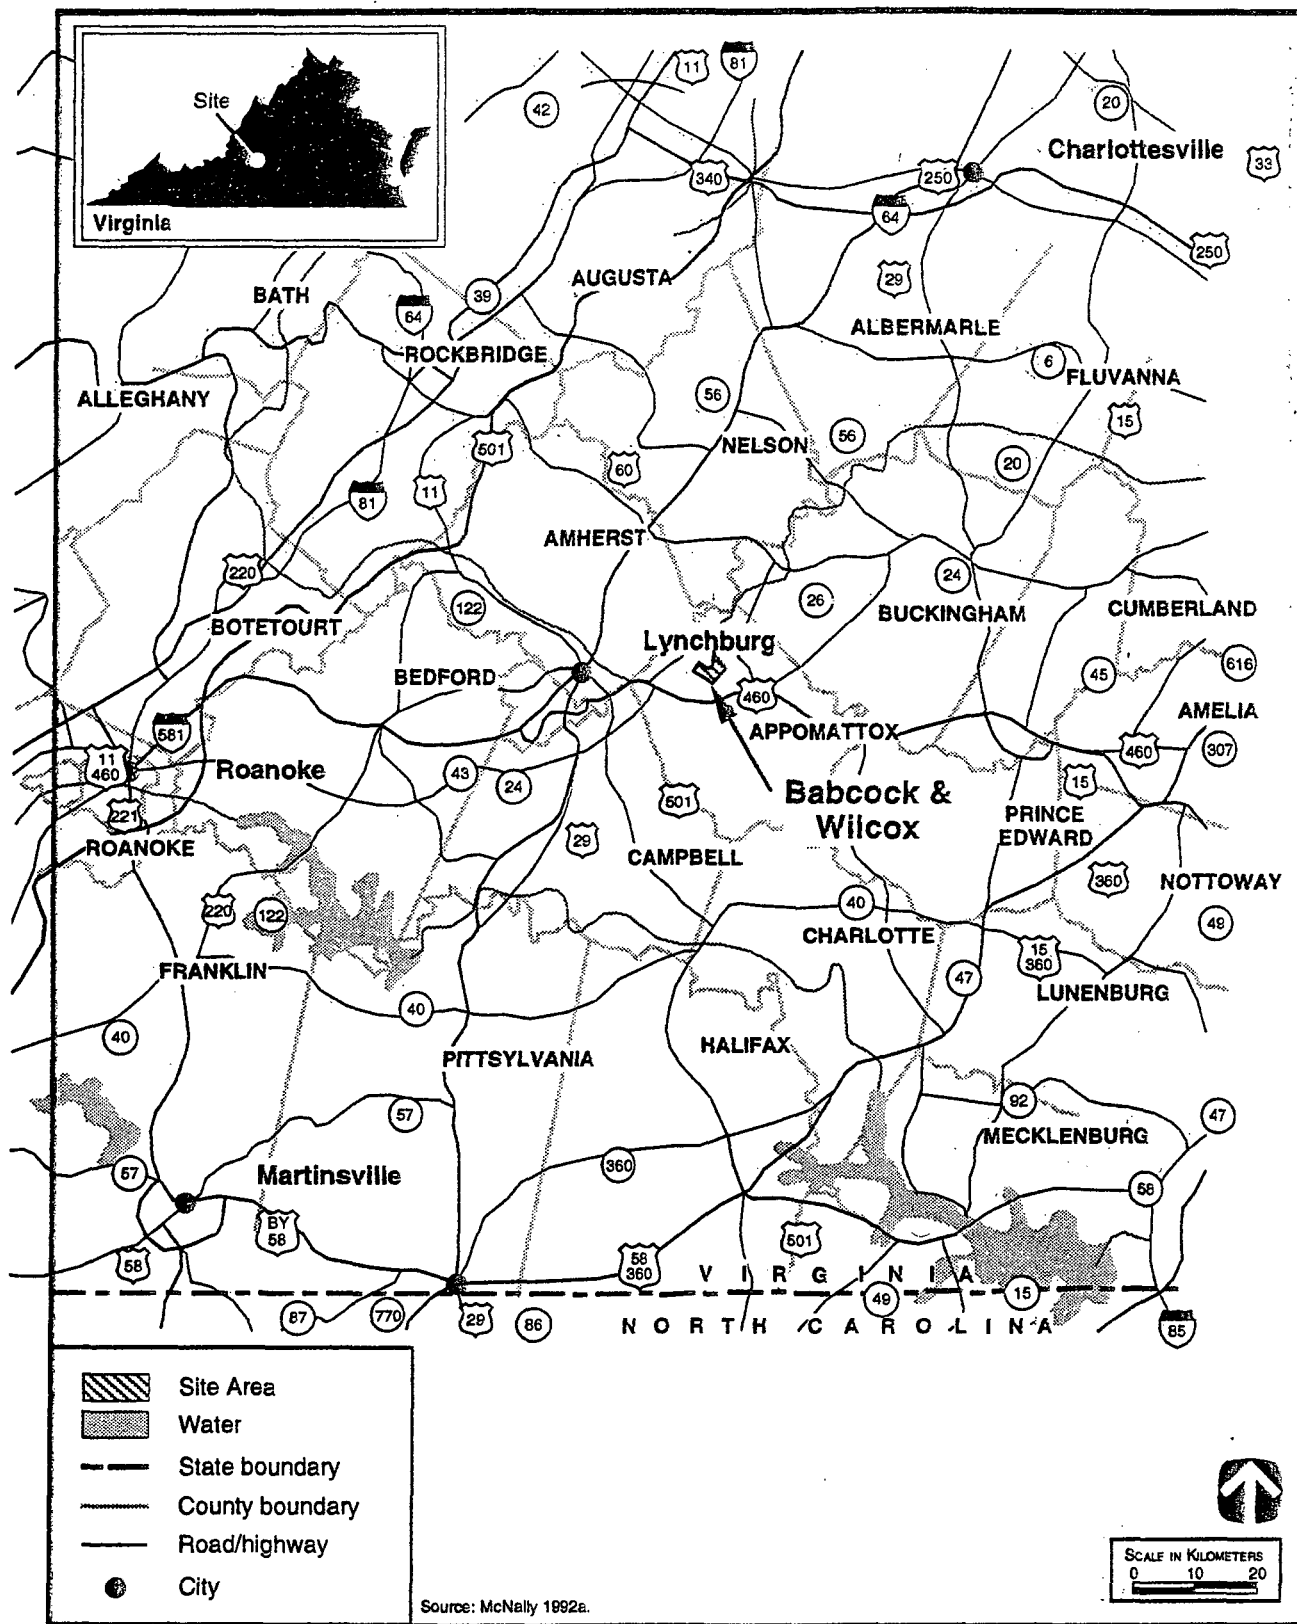 11
81
42
20
Site
Charlottesville
33
340
250
64
Virginia
250
AUGUSTA
29
BATH
39
64
ALBERMARLE
ROCKBRIDGE
6
FLUVANNA
ALLEGHANY
56
15
56
NELSON
501
60
20
11
81
AMHERST
220
24
122
26
BUCKINGHAM
CUMBERLAND
BOTETOURT
Lynchburg
616
BEDFORD
45
460
AMELIA
581
APPOMATTOX
460
307
11
460
Roanoke
43
24
15
501
Babcock &
Wilcox
221
PRINCE
EDWARD
29
ROANOKE
CAMPBELL
360
NOTTOWAY
220
122
40
49
CHARLOTTE
15
360
FRANKLIN
47
LUNENBURG
40
40
HALIFAX
PITTSYLVANIA
57
92
47
MECKLENBURG
57
Martinsville
360
58
BY
58
501
58
58
360
VIRGINIA
49
15
87
770
29
86
NORTH CAROLINA
85
Site Area
Water
State boundary
County boundary
Road/highway
City
SCALE IN KILOMETERS
0 10 20
Source: McNally 1992a.